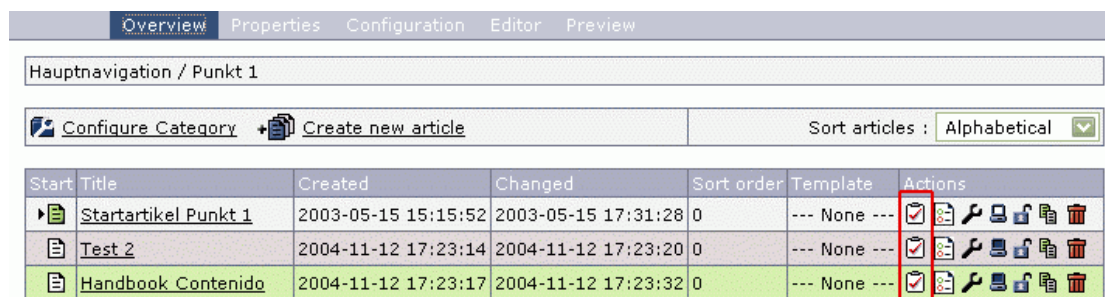 Overview Properties Configuration Editor Preview
Hauptnavigation / Punkt 1
Configure Category Create new article Sort articles : Alphabetical
Start Title Created Changed Sort order Template Actions
Startartikel Punkt 1 2003-05-15 15:15:52 2003-05-15 17:31:28 0 --- None ---
Test 2 2004-11-12 17:23:14 2004-11-12 17:23:20 0 --- None ---
Handbook Contenido 2004-11-12 17:23:17 2004-11-12 17:23:32 0 --- None ---